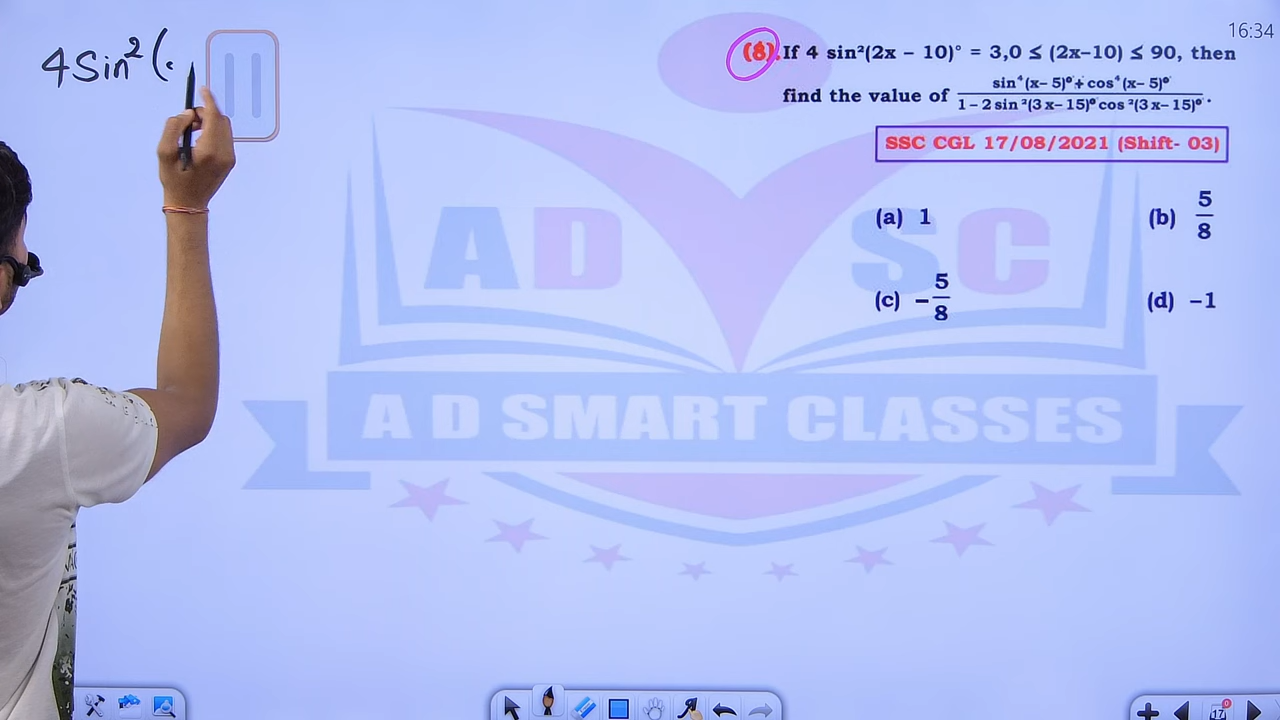 16:34
4Sin² (
(8). If 4 sin²(2x – 10)° = 3,0 ≤ (2x–10) ≤ 90, then
find the value of sin⁴(x– 5)°+ cos⁴(x– 5)° / 1 – 2 sin²(3x– 15)° cos²(3x– 15)° .
SSC CGL 17/08/2021 (Shift- 03)
(a) 1 (b) 5/8
(c) –5/8 (d) –1
AD SC
A D SMART CLASSES
17